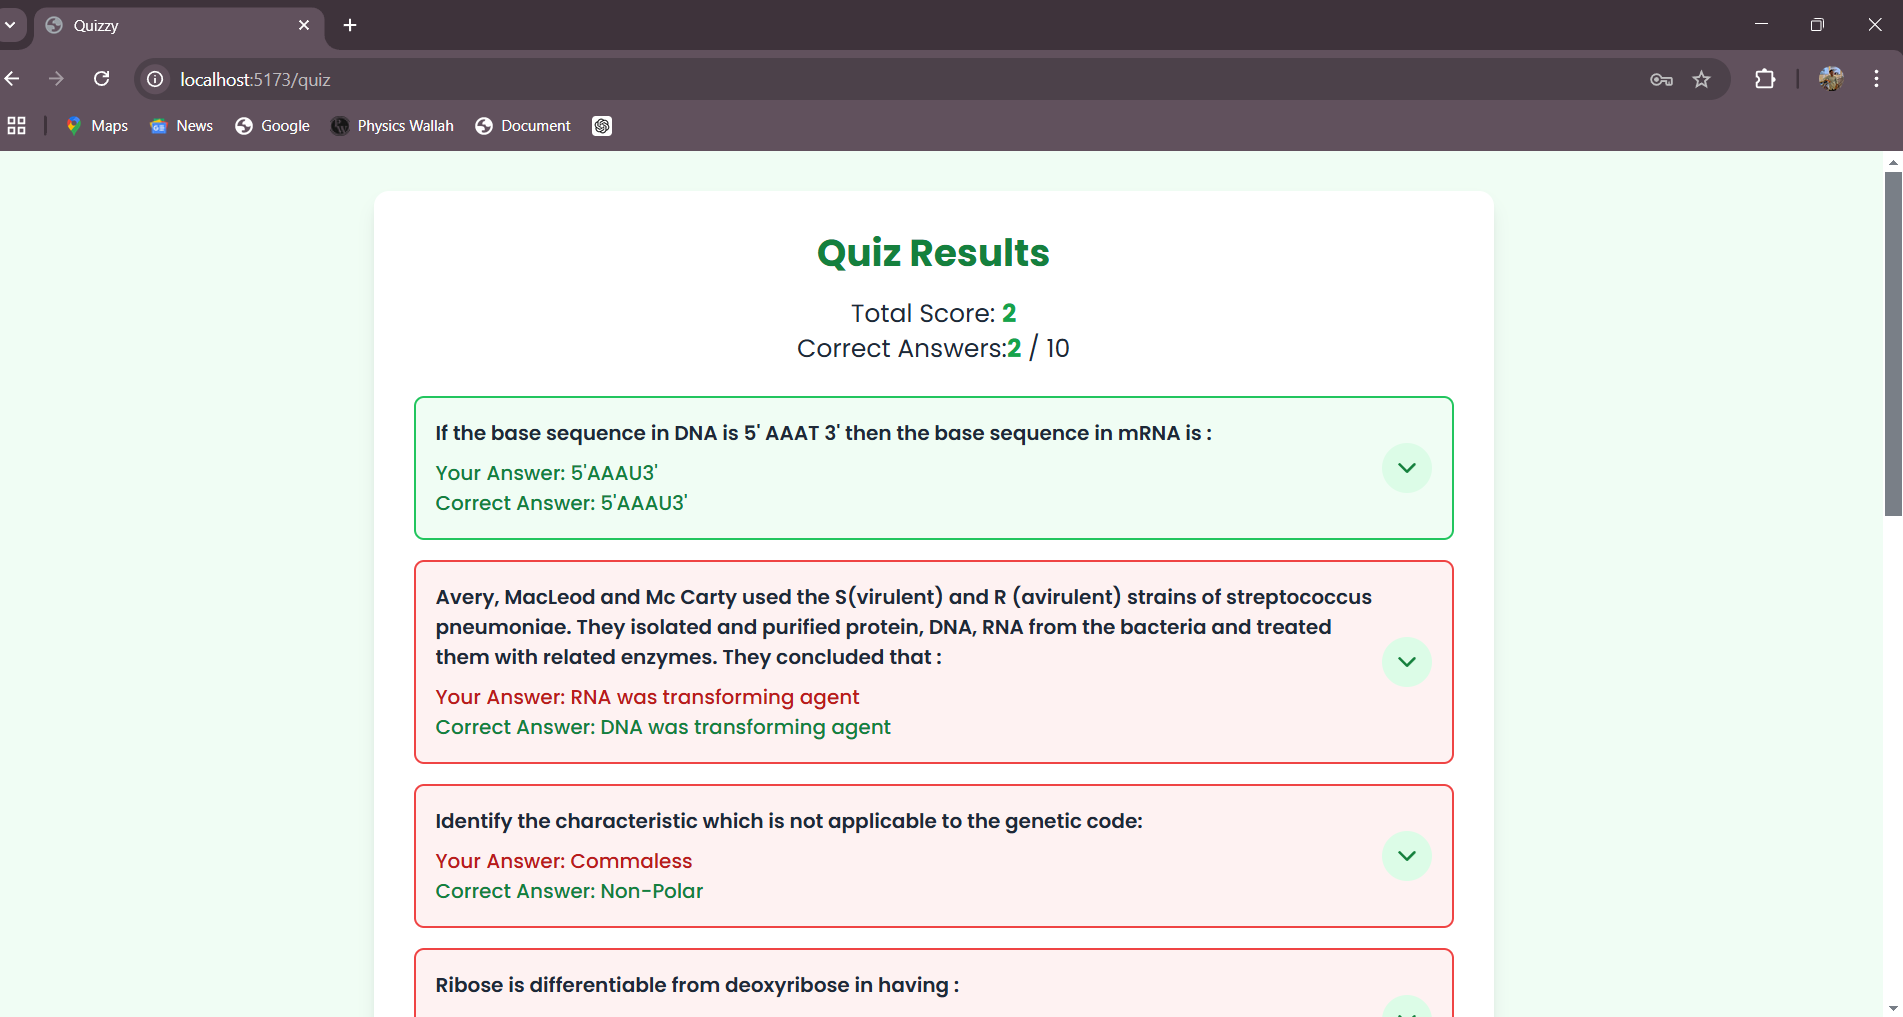 Quizzy
localhost:5173/quiz
Maps
News
Google
Physics Wallah
Document
Quiz Results
Total Score: 2
Correct Answers:2 / 10
If the base sequence in DNA is 5' AAAT 3' then the base sequence in mRNA is :
Your Answer: 5'AAAU3'
Correct Answer: 5'AAAU3'
Avery, MacLeod and Mc Carty used the S(virulent) and R (avirulent) strains of streptococcus
pneumoniae. They isolated and purified protein, DNA, RNA from the bacteria and treated
them with related enzymes. They concluded that :
Your Answer: RNA was transforming agent
Correct Answer: DNA was transforming agent
Identify the characteristic which is not applicable to the genetic code:
Your Answer: Commaless
Correct Answer: Non-Polar
Ribose is differentiable from deoxyribose in having :